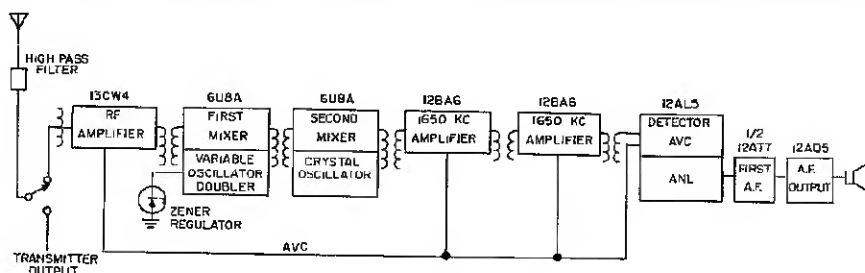 HIGH PASS
FILTER
13CW4
RF
AMPLIFIER
6U8A
FIRST
MIXER
VARIABLE
OSCILLATOR
DOUBLER
ZENER
REGULATOR
6U8A
SECOND
MIXER
CRYSTAL
OSCILLATOR
12BA6
1650 KC
AMPLIFIER
12BA6
1650 KC
AMPLIFIER
12AL5
DETECTOR
AVC
ANL
1/2
12AT7
FIRST
A.F.
12AQ5
A.F.
OUTPUT
AVC
TRANSMITTER
OUTPUT